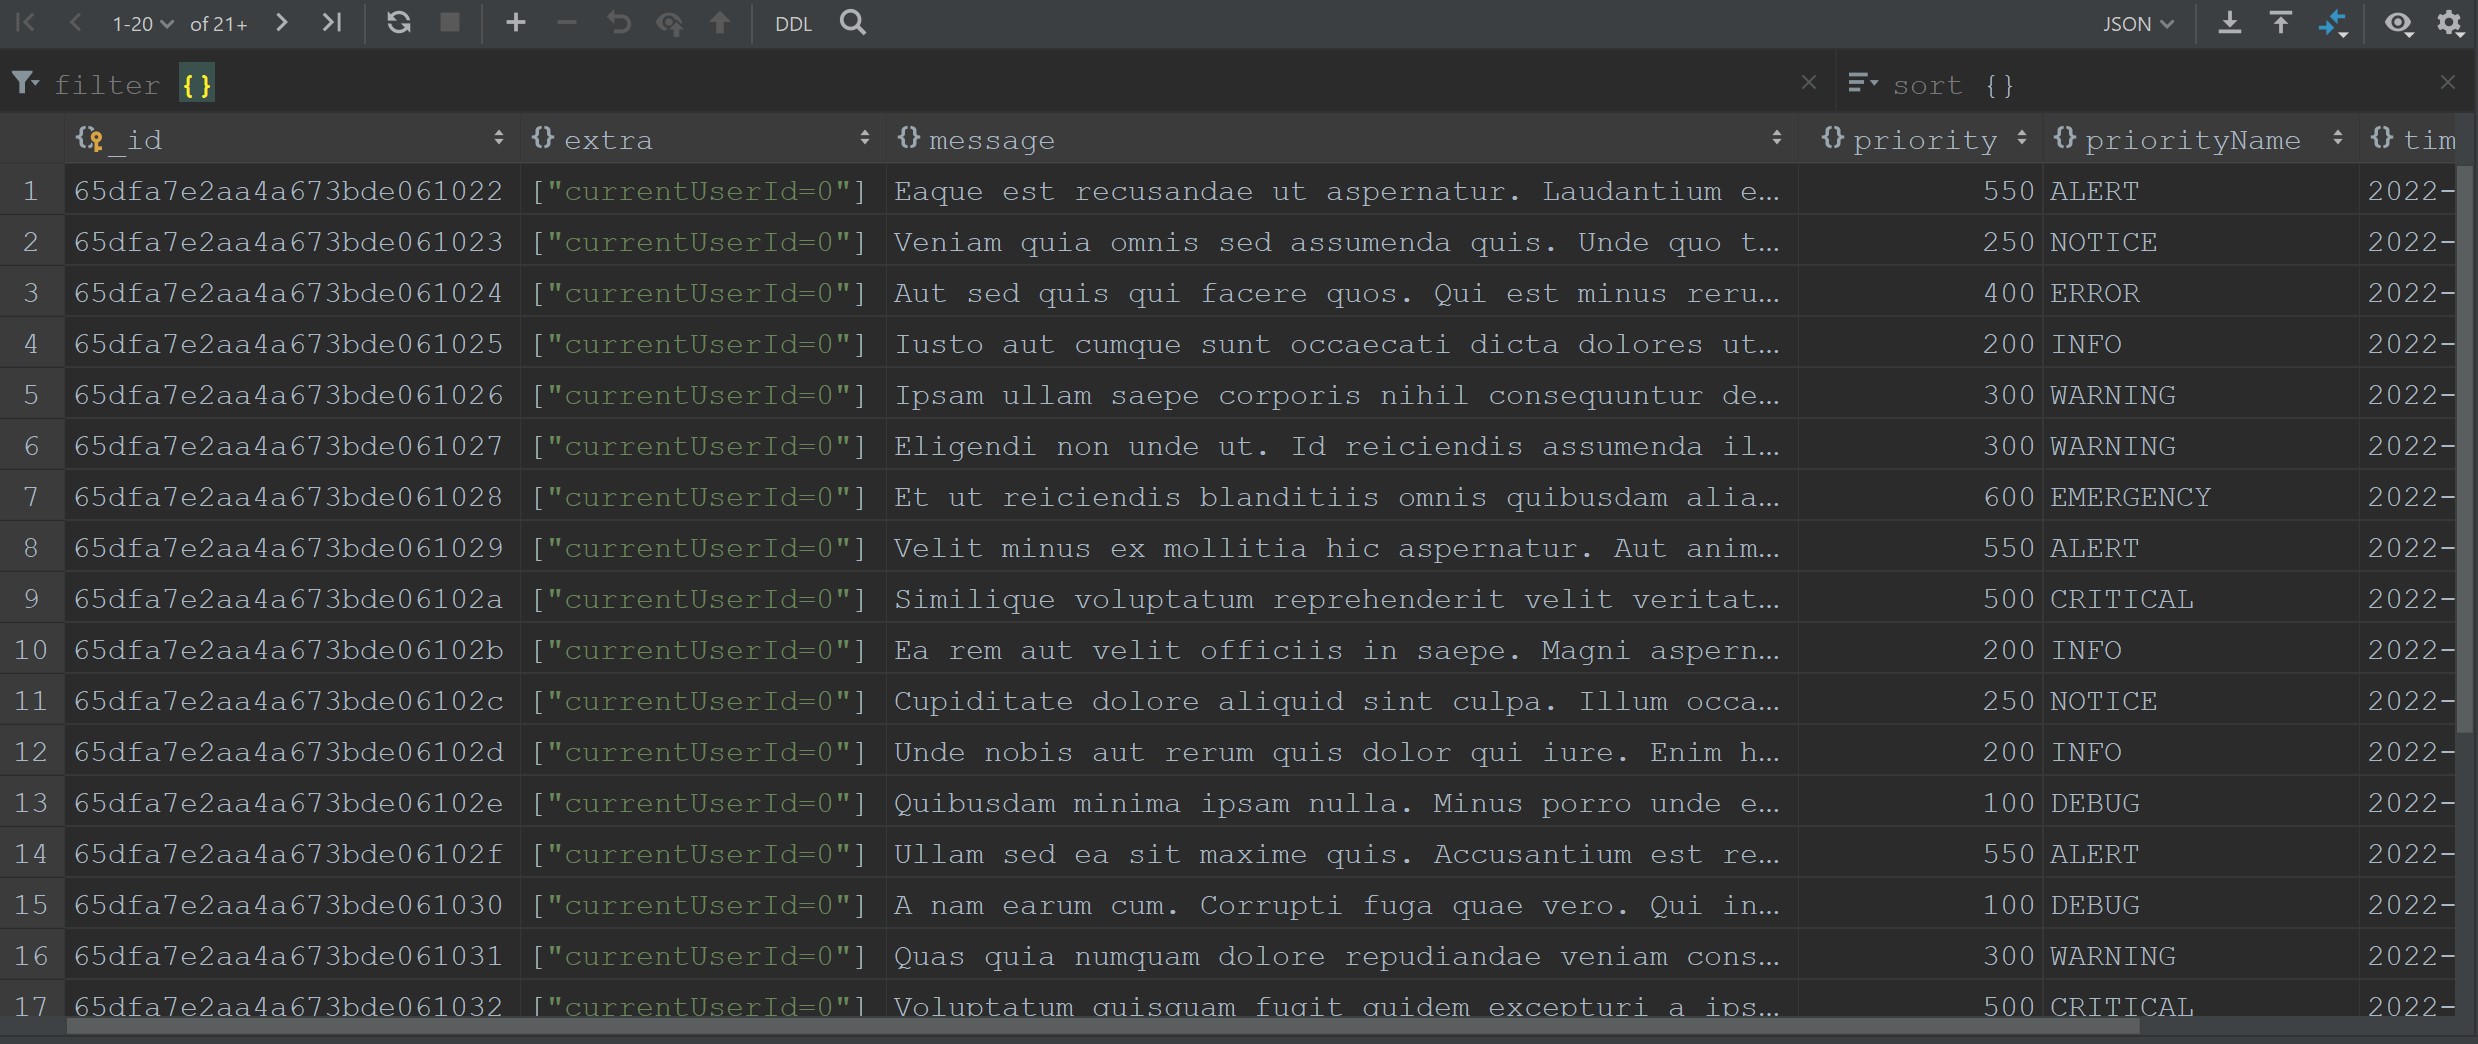 1-20 of 21+ DDL JSON
filter {} sort {}
_id extra message priority priorityName tim
1 65dfa7e2aa4a673bde061022 ["currentUserId=0"] Eaque est recusandae ut aspernatur. Laudantium e… 550 ALERT 2022-
2 65dfa7e2aa4a673bde061023 ["currentUserId=0"] Veniam quia omnis sed assumenda quis. Unde quo t… 250 NOTICE 2022-
3 65dfa7e2aa4a673bde061024 ["currentUserId=0"] Aut sed quis qui facere quos. Qui est minus reru… 400 ERROR 2022-
4 65dfa7e2aa4a673bde061025 ["currentUserId=0"] Iusto aut cumque sunt occaecati dicta dolores ut… 200 INFO 2022-
5 65dfa7e2aa4a673bde061026 ["currentUserId=0"] Ipsam ullam saepe corporis nihil consequuntur de… 300 WARNING 2022-
6 65dfa7e2aa4a673bde061027 ["currentUserId=0"] Eligendi non unde ut. Id reiciendis assumenda il… 300 WARNING 2022-
7 65dfa7e2aa4a673bde061028 ["currentUserId=0"] Et ut reiciendis blanditiis omnis quibusdam alia… 600 EMERGENCY 2022-
8 65dfa7e2aa4a673bde061029 ["currentUserId=0"] Velit minus ex mollitia hic aspernatur. Aut anim… 550 ALERT 2022-
9 65dfa7e2aa4a673bde06102a ["currentUserId=0"] Similique voluptatum reprehenderit velit veritat… 500 CRITICAL 2022-
10 65dfa7e2aa4a673bde06102b ["currentUserId=0"] Ea rem aut velit officiis in saepe. Magni aspern… 200 INFO 2022-
11 65dfa7e2aa4a673bde06102c ["currentUserId=0"] Cupiditate dolore aliquid sint culpa. Illum occa… 250 NOTICE 2022-
12 65dfa7e2aa4a673bde06102d ["currentUserId=0"] Unde nobis aut rerum quis dolor qui iure. Enim h… 200 INFO 2022-
13 65dfa7e2aa4a673bde06102e ["currentUserId=0"] Quibusdam minima ipsam nulla. Minus porro unde e… 100 DEBUG 2022-
14 65dfa7e2aa4a673bde06102f ["currentUserId=0"] Ullam sed ea sit maxime quis. Accusantium est re… 550 ALERT 2022-
15 65dfa7e2aa4a673bde061030 ["currentUserId=0"] A nam earum cum. Corrupti fuga quae vero. Qui in… 100 DEBUG 2022-
16 65dfa7e2aa4a673bde061031 ["currentUserId=0"] Quas quia numquam dolore repudiandae veniam cons… 300 WARNING 2022-
17 65dfa7e2aa4a673bde061032 ["currentUserId=0"] Voluptatum quisquam fugit quidem excepturi a ips… 500 CRITICAL 2022-